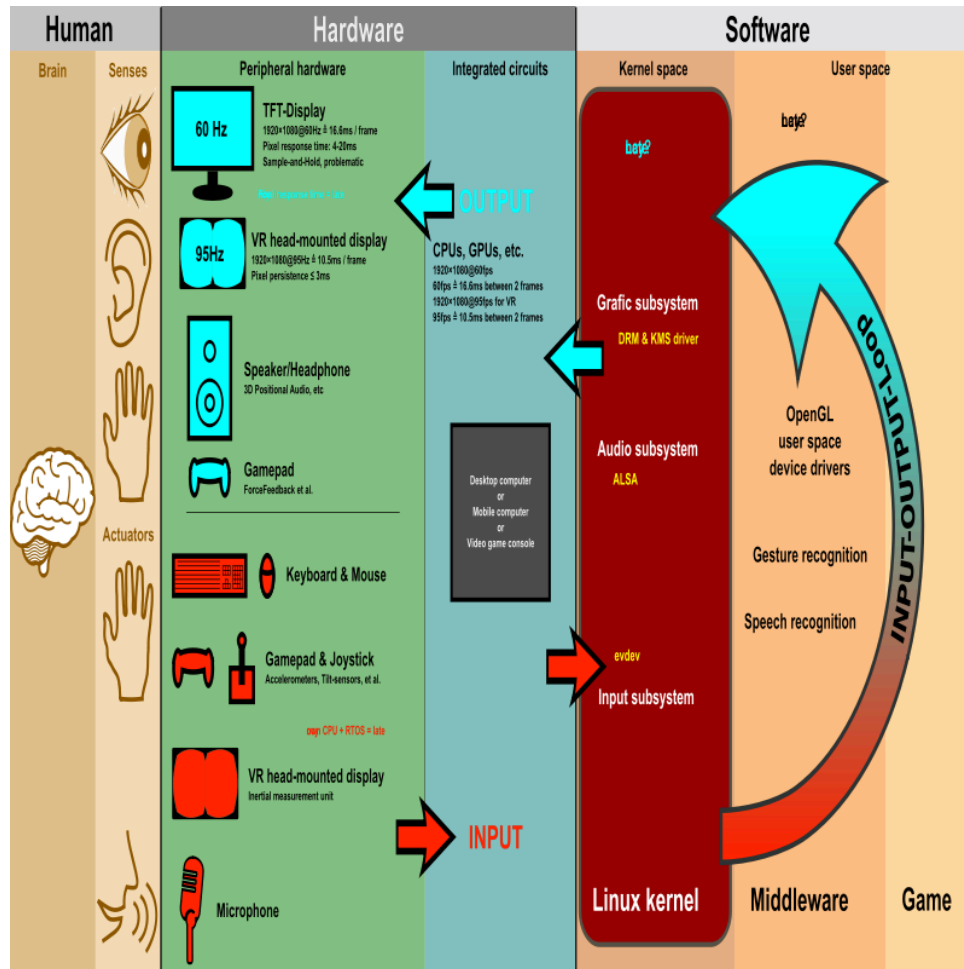 Human
Hardware
Software
Brain
Senses
Peripheral hardware
Integrated circuits
Kernel space
User space
60 Hz
TFT-Display
1920×1080@60Hz ≙ 16.6ms / frame
Pixel response time: 4-20ms
Sample-and-Hold, problematic
response time = late
OUTPUT
95Hz
VR head-mounted display
1920×1080@95Hz ≙ 10.5ms / frame
Pixel persistence ≤ 3ms
CPUs, GPUs, etc.
1920×1080@60fps
60fps ≙ 16.6ms between 2 frames
1920×1080@95fps for VR
95fps ≙ 10.5ms between 2 frames
Grafic subsystem
DRM & KMS driver
Speaker/Headphone
3D Positional Audio, etc
Gamepad
ForceFeedback et al.
Audio subsystem
ALSA
OpenGL
user space
device drivers
Desktop computer
or
Mobile computer
or
Video game console
Actuators
Keyboard & Mouse
Gesture recognition
Speech recognition
INPUT-OUTPUT-Loop
Gamepad & Joystick
Accelerometers, Tilt-sensors, et al.
evdev
Input subsystem
CPU + RTOS = late
VR head-mounted display
Inertial measurement unit
INPUT
Microphone
Linux kernel
Middleware
Game